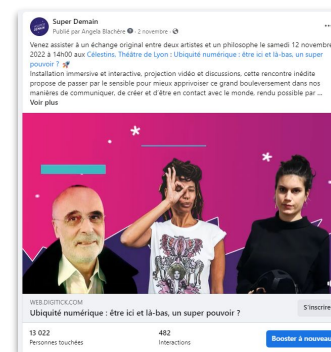 Super Demain
Publié par Angela Blachère · 2 novembre ·
Venez assister à un échange original entre deux artistes et un philosophe le samedi 12 novembre
2022 à 14h00 aux Célestins, Théâtre de Lyon : Ubiquité numérique : être ici et là-bas, un super
pouvoir ? 🚀
Installation immersive et interactive, projection vidéo et discussions, cette rencontre inédite
propose de passer par le sensible pour mieux apprivoiser ce grand bouleversement dans nos
manières de communiquer, de créer et d'être en contact avec le monde, rendu possible par ...
Voir plus
WEB.DIGITICK.COM
Ubiquité numérique : être ici et là-bas, un super pouvoir ?
S'inscrire
13 022
Personnes touchées
482
Interactions
Booster à nouveau